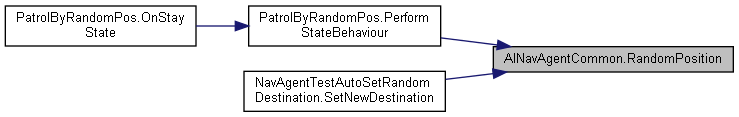 PatrolByRandomPos.OnStay
State
PatrolByRandomPos.Perform
StateBehaviour
AINavAgentCommon.RandomPosition
NavAgentTestAutoSetRandom
Destination.SetNewDestination